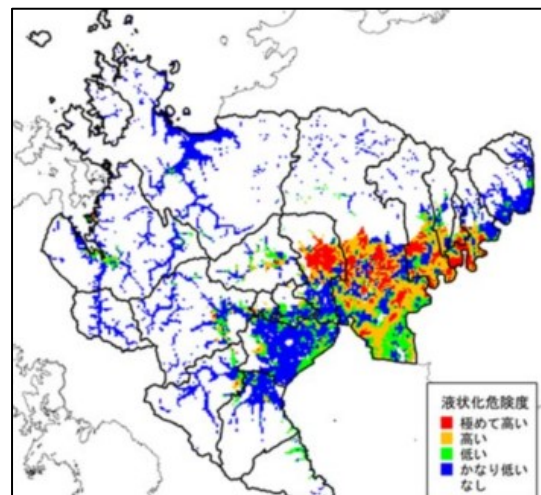 液状化危険度
極めて高い
高い
低い
かなり低い
なし